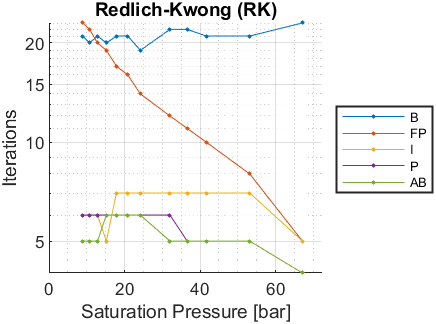 Redlich-Kwong (RK)
20
15
10
5
Iterations
0
20
40
60
Saturation Pressure [bar]
B
FP
I
P
AB